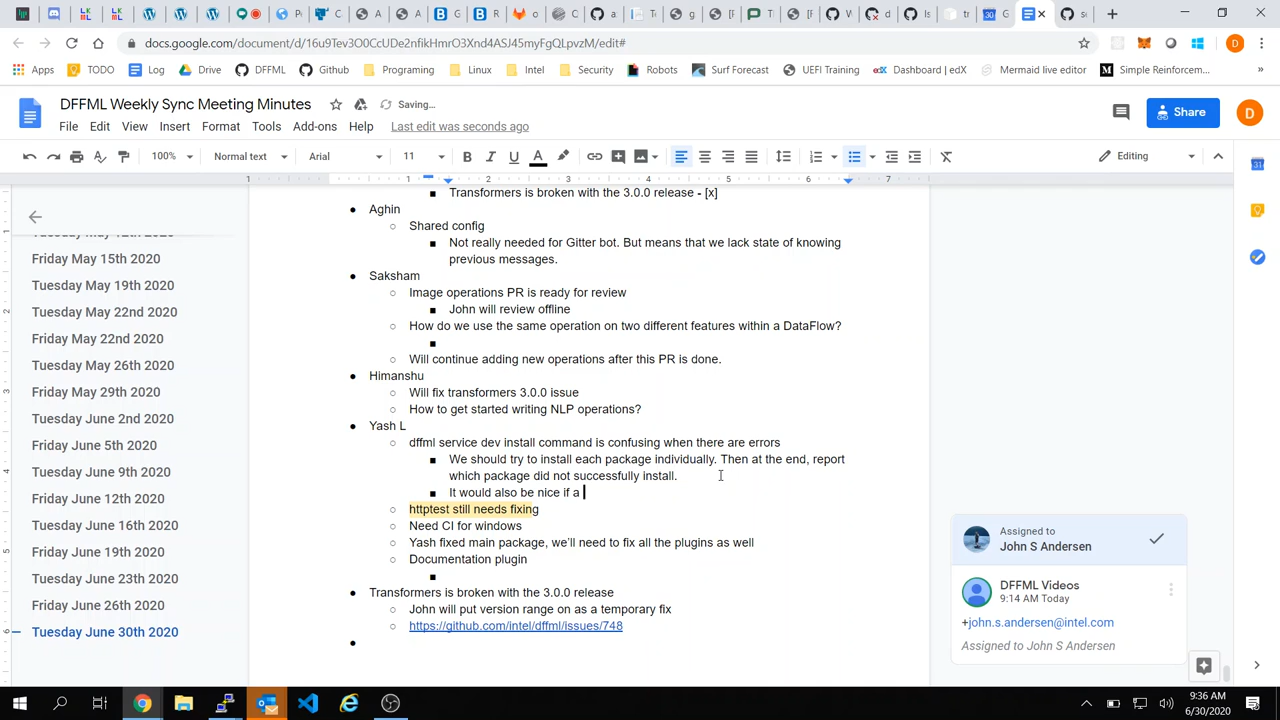 docs.google.com/document/d/16u9Tev3O0CcUDe2nfikHmrO3Xnd4ASJ45myFgQLpvzM/edit#
Apps TODO Log Drive DFFML Github Programing Linux Intel Security Robots Surf Forecast UEFI Training Dashboard | edX Mermaid live editor Simple Reinforcem... »
DFFML Weekly Sync Meeting Minutes Saving...
File Edit View Insert Format Tools Add-ons Help Last edit was seconds ago
Share D
100% Normal text Arial 11 B I U A Editing
1 1 2 3 4 5 6 7
Transformers is broken with the 3.0.0 release - [x]
Aghin
Shared config
Not really needed for Gitter bot. But means that we lack state of knowing
previous messages.
Saksham
Image operations PR is ready for review
John will review offline
How do we use the same operation on two different features within a DataFlow?
Will continue adding new operations after this PR is done.
Himanshu
Will fix transformers 3.0.0 issue
How to get started writing NLP operations?
Yash L
dffml service dev install command is confusing when there are errors
We should try to install each package individually. Then at the end, report
which package did not successfully install.
It would also be nice if a
httptest still needs fixing
Need CI for windows
Yash fixed main package, we'll need to fix all the plugins as well
Documentation plugin
Transformers is broken with the 3.0.0 release
John will put version range on as a temporary fix
https://github.com/intel/dffml/issues/748
Tuesday May 12th 2020
Friday May 15th 2020
Tuesday May 19th 2020
Tuesday May 22nd 2020
Friday May 22nd 2020
Tuesday May 26th 2020
Friday May 29th 2020
Tuesday June 2nd 2020
Friday June 5th 2020
Tuesday June 9th 2020
Friday June 12th 2020
Tuesday June 16th 2020
Friday June 19th 2020
Tuesday June 23th 2020
Friday June 26th 2020
Tuesday June 30th 2020
Assigned to
John S Andersen
DFFML Videos
9:14 AM Today
+john.s.andersen@intel.com
Assigned to John S Andersen
9:36 AM
6/30/2020